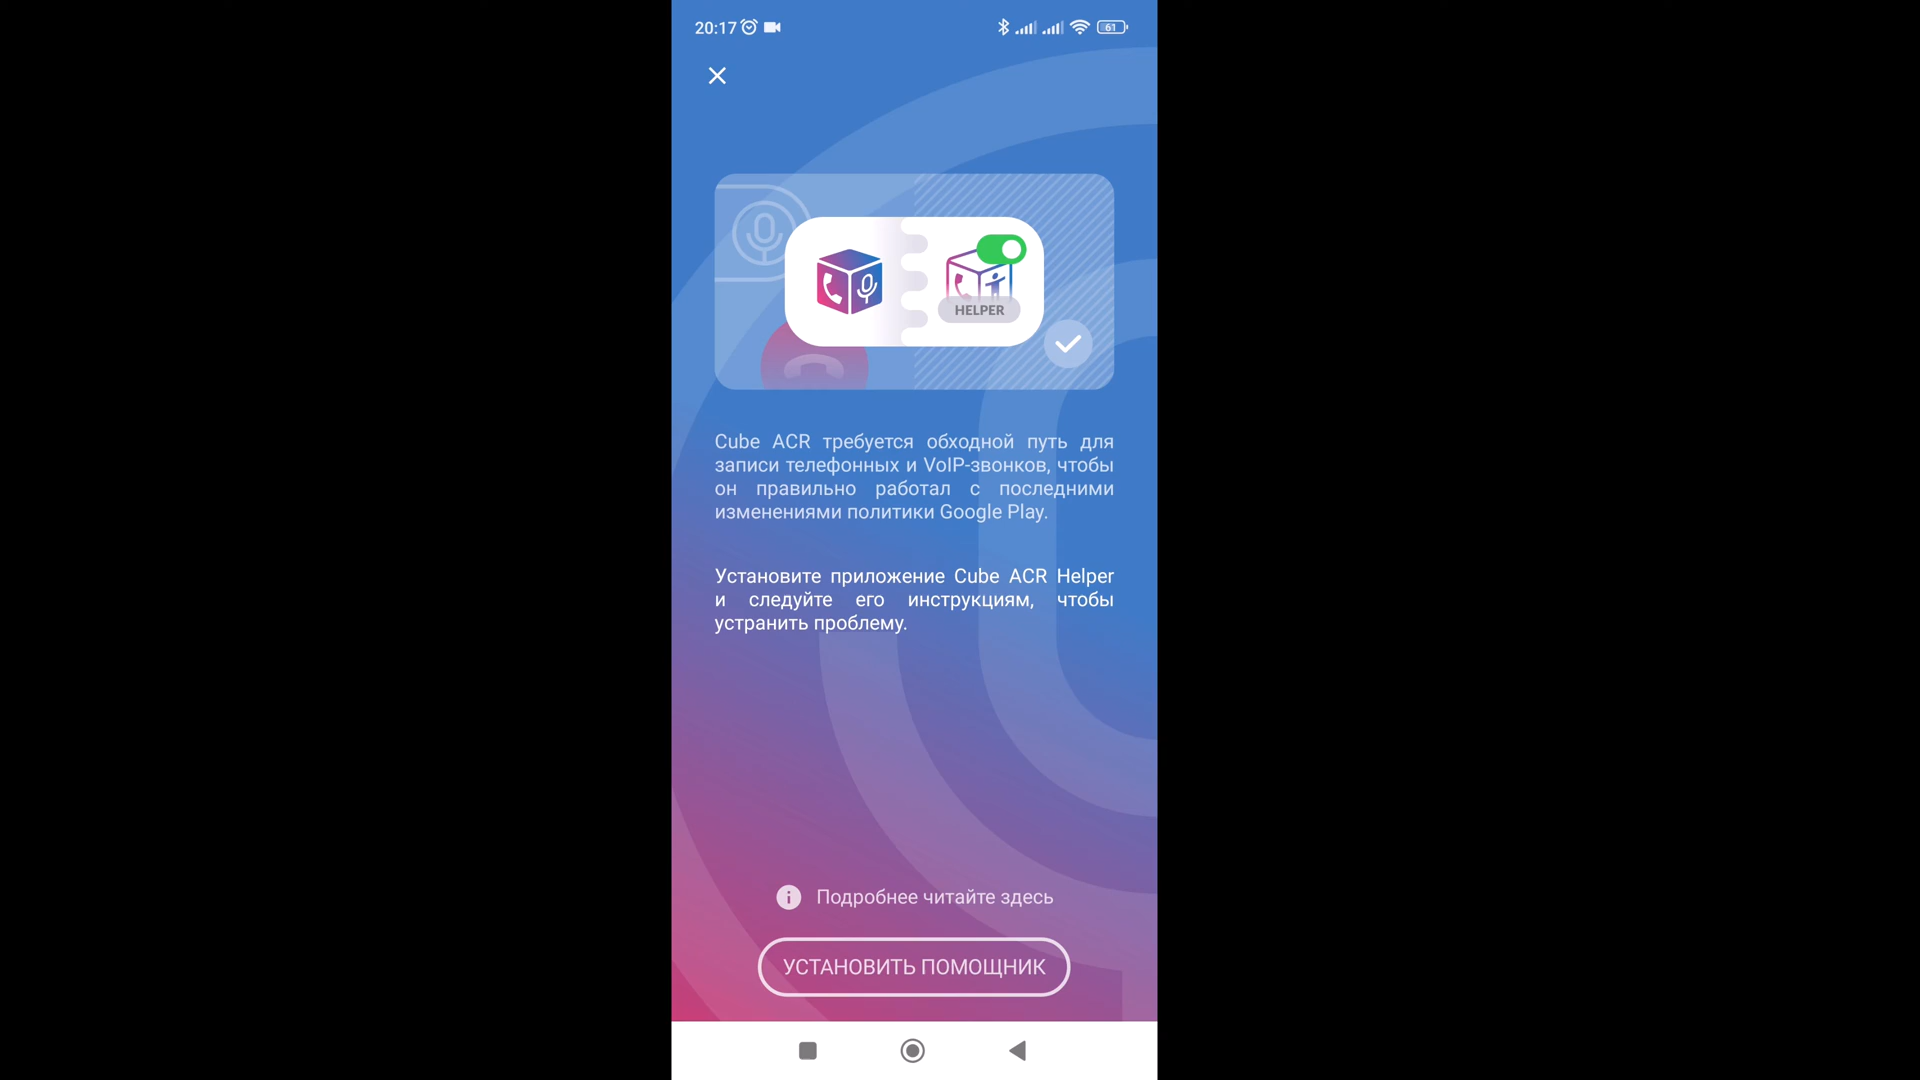 20:17
61
HELPER
Cube ACR требуется обходной путь для
записи телефонных и VoIP-звонков, чтобы
он правильно работал с последними
изменениями политики Google Play.
Установите приложение Cube ACR Helper
и следуйте его инструкциям, чтобы
устранить проблему.
Подробнее читайте здесь
УСТАНОВИТЬ ПОМОЩНИК